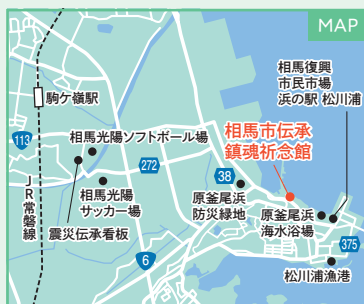 MAP
相馬復興
市民市場
浜の駅 松川浦
駒ケ嶺駅
113
相馬光陽ソフトボール場
相馬市伝承
鎮魂祈念館
272
38
JR常磐線
相馬光陽
サッカー場
原釜尾浜
防災緑地
原釜尾浜
海水浴場
震災伝承看板
375
6
松川浦漁港